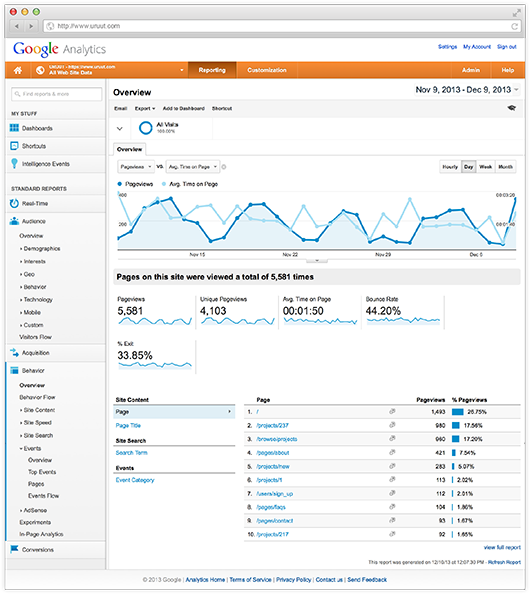 http://www.uruut.com
Google Analytics
Settings My Account Sign out
URUUT - https://www.uruut.com
All Web Site Data
Reporting
Customization
Admin
Help
Find reports & more
MY STUFF
Dashboards
Shortcuts
Intelligence Events
STANDARD REPORTS
Real-Time
Audience
Overview
Demographics
Interests
Geo
Behavior
Technology
Mobile
Custom
Visitors Flow
Acquisition
Behavior
Overview
Behavior Flow
Site Content
Site Speed
Site Search
Events
Overview
Top Events
Pages
Events Flow
AdSense
Experiments
In-Page Analytics
Conversions
Overview
Nov 9, 2013 - Dec 9, 2013
Email Export Add to Dashboard Shortcut
All Visits
100.00%
Overview
Pageviews VS. Avg. Time on Page
Hourly Day Week Month
Pageviews Avg. Time on Page
400
00:03:26
200
Nov 15 Nov 22 Nov 29 Dec 6
Pages on this site were viewed a total of 5,581 times
Pageviews
5,581
Unique Pageviews
4,103
Avg. Time on Page
00:01:50
Bounce Rate
44.20%
% Exit
33.85%
Site Content
Page
Page Title
Site Search
Search Term
Events
Event Category
Page Pageviews % Pageviews
1. / 1,493 26.75%
2. /projects/237 980 17.56%
3. /browse/projects 960 17.20%
4. /pages/about 421 7.54%
5. /projects/new 283 5.07%
6. /projects/1 113 2.02%
7. /users/sign_up 112 2.01%
8. /pages/faqs 104 1.86%
9. /pages/contact 93 1.67%
10. /projects/217 92 1.65%
view full report
This report was generated on 12/10/13 at 12:07:30 PM - Refresh Report
© 2013 Google | Analytics Home | Terms of Service | Privacy Policy | Contact us | Send Feedback